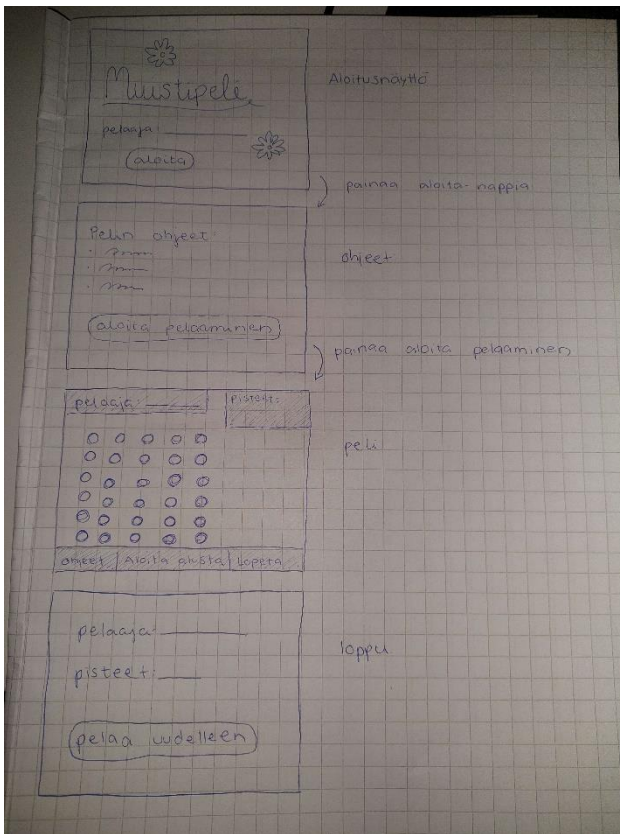 Muistipeli
Aloitusnäyttö
pelaaja:
aloita
painaa aloita-nappia
Pelin ohjeet:
ohjeet
aloita pelaaminen
painaa aloita pelaaminen
pelaaja:
pisteet:
peli
ohjeet Aloita alusta Lopeta
pelaaja:
loppu
pisteet:
pelaa uudelleen